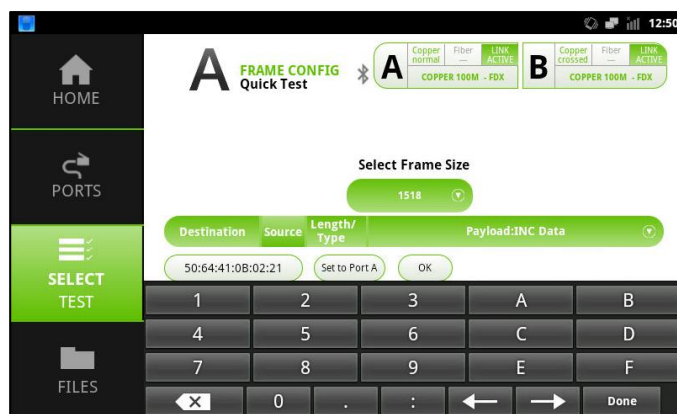 12:50
HOME
PORTS
SELECT
TEST
FILES
A
FRAME CONFIG
Quick Test
A
Copper normal
Fiber —
LINK ACTIVE
COPPER 100M - FDX
B
Copper crossed
Fiber —
LINK ACTIVE
COPPER 100M - FDX
Select Frame Size
1518
Destination Source Length/Type Payload:INC Data
50:64:41:0B:02:21 Set to Port A OK
1 2 3 A B
4 5 6 C D
7 8 9 E F
0 . : Done